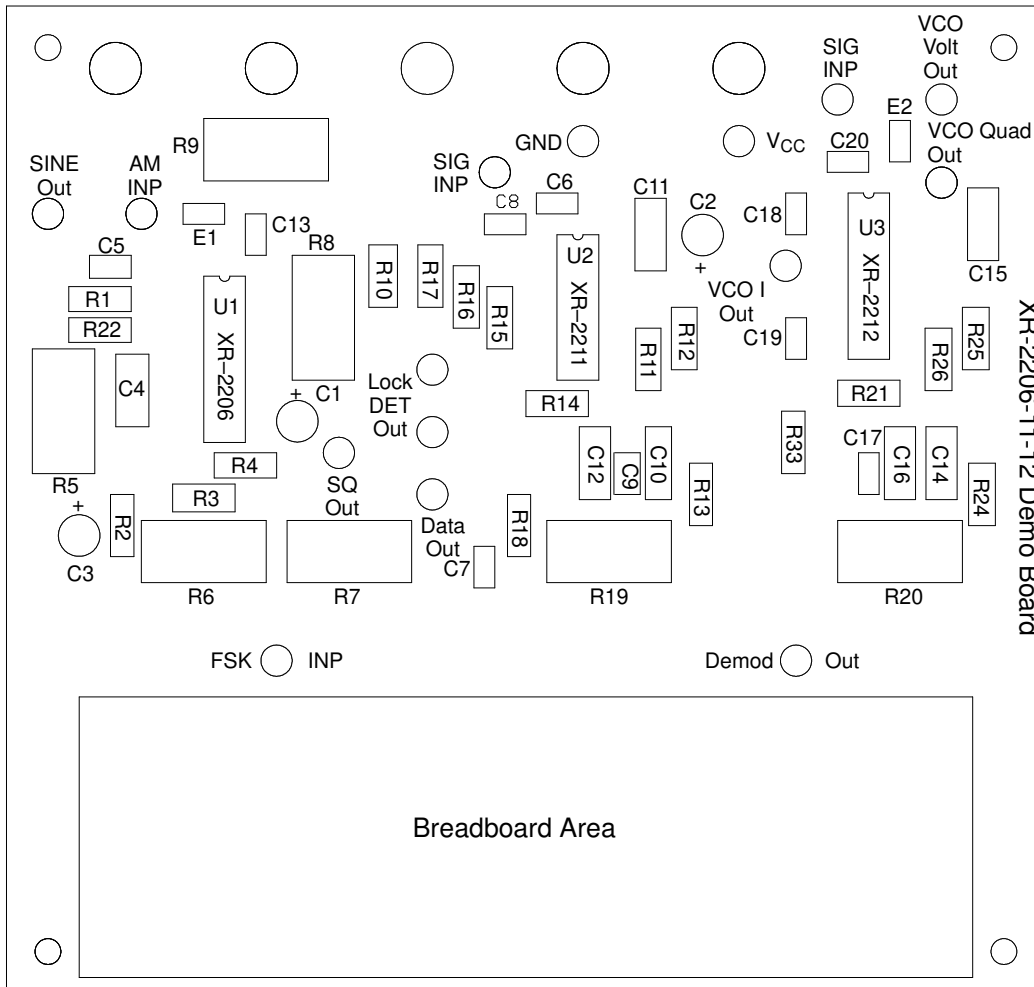 VCO
Volt
Out
SIG
INP
E2
VCO Quad
Out
R9
GND
VCC
C20
SINE
Out
AM
INP
SIG
INP
C6
C11
C2
C18
C8
E1
C13
R8
U2
XR–2211
U3
XR–2212
C5
C15
R10
R17
R16
R15
+
VCO I
Out
R1
U1
XR–2206
R22
R12
R11
C19
R25
R26
XR-2206-11-12 Demo Board
C4
Lock
DET
Out
+
C1
R14
R21
R33
C17
C12
C9
C10
C16
C14
R4
R5
R3
SQ
Out
R13
R24
+
R2
C3
Data
Out
R18
C7
R6
R7
R19
R20
FSK
INP
Demod
Out
Breadboard Area